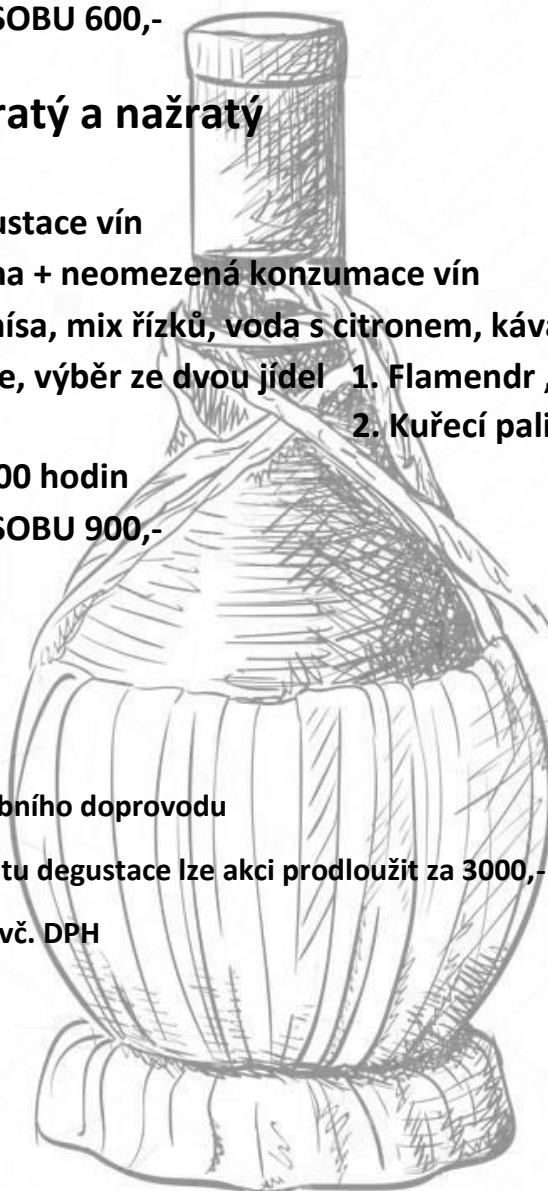 SOBU 600,-
ratý a nažratý
ustace vín
na + neomezená konzumace vín
nísa, mix řízků, voda s citronem, káva
e, výběr ze dvou jídel 1. Flamendr ,
2. Kuřecí pali
00 hodin
SOBU 900,-
bního doprovodu
tu degustace lze akci prodloužit za 3000,-
vč. DPH